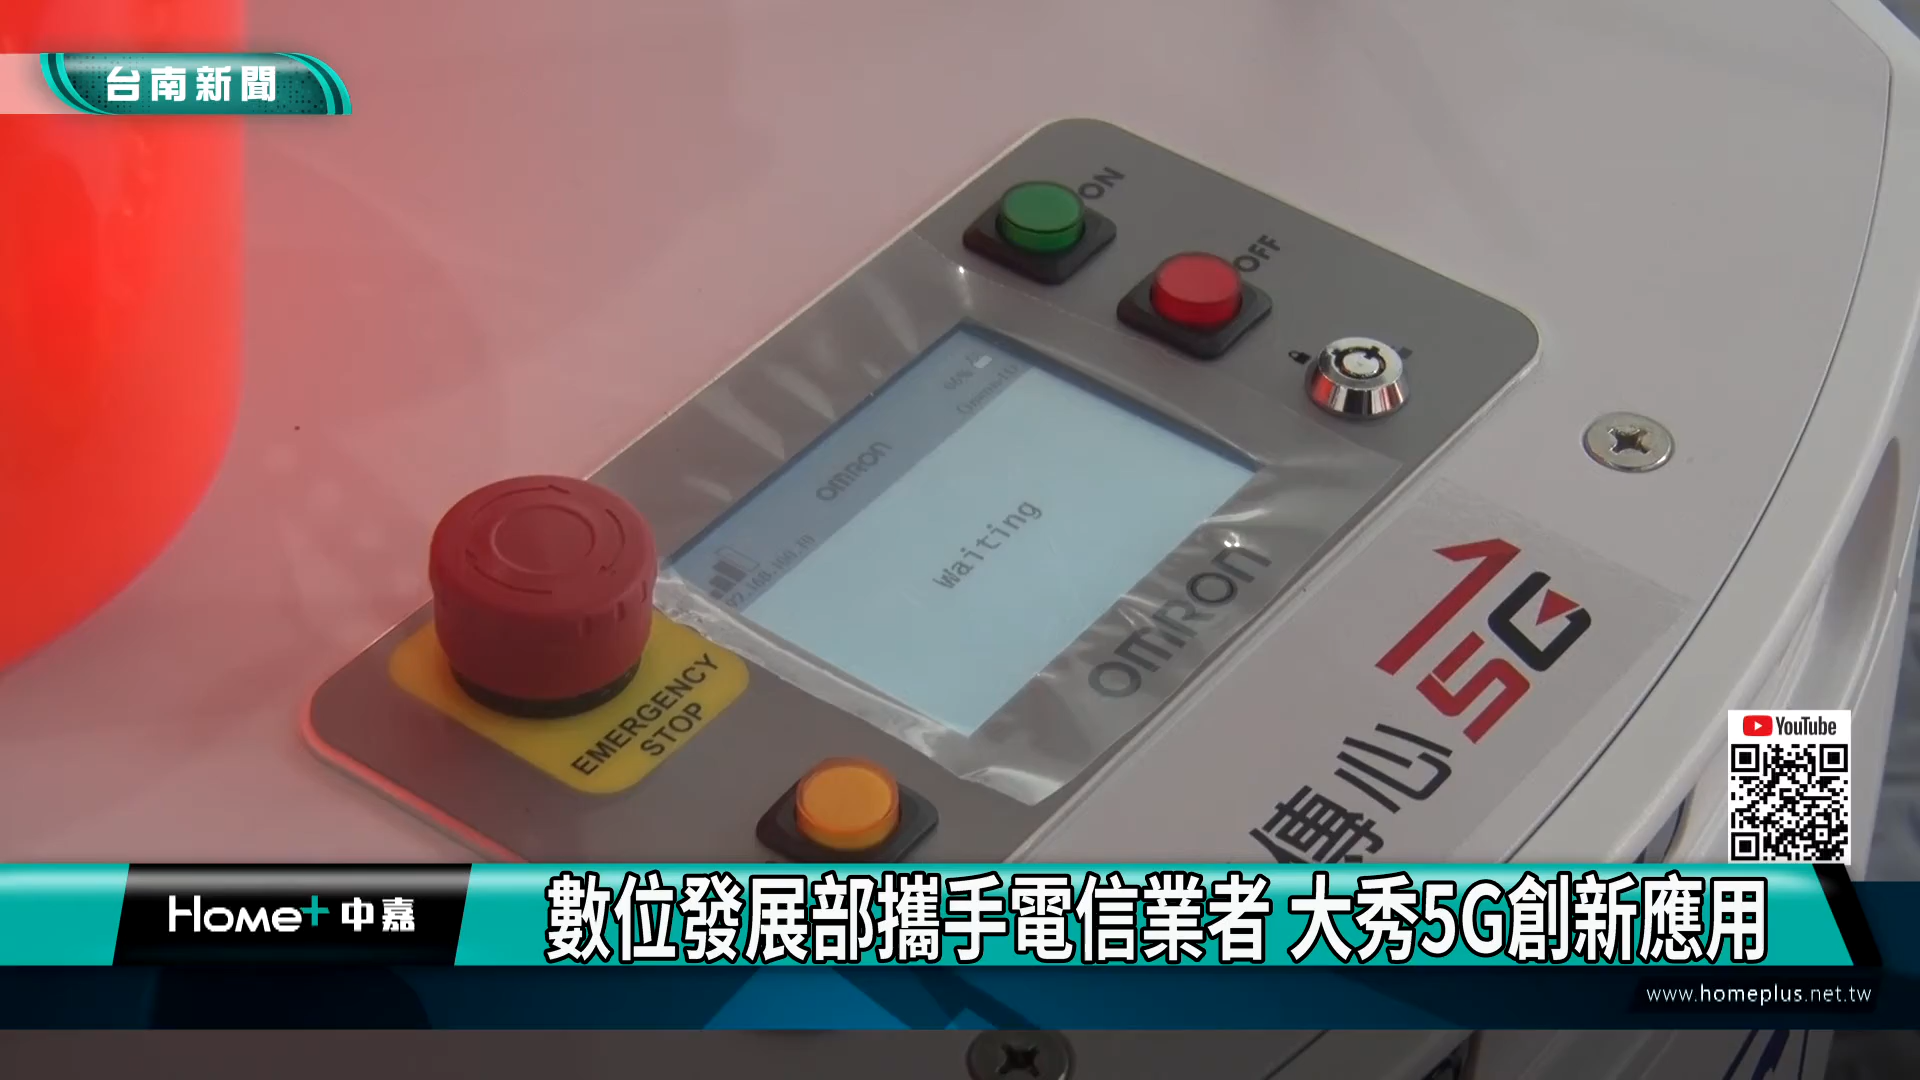 台南新聞
ON
OFF
omron
Waiting
OMRON
EMERGENCY
STOP
15G
傳心
YouTube
Home+ 中嘉
數位發展部攜手電信業者 大秀5G創新應用
www.homeplus.net.tw